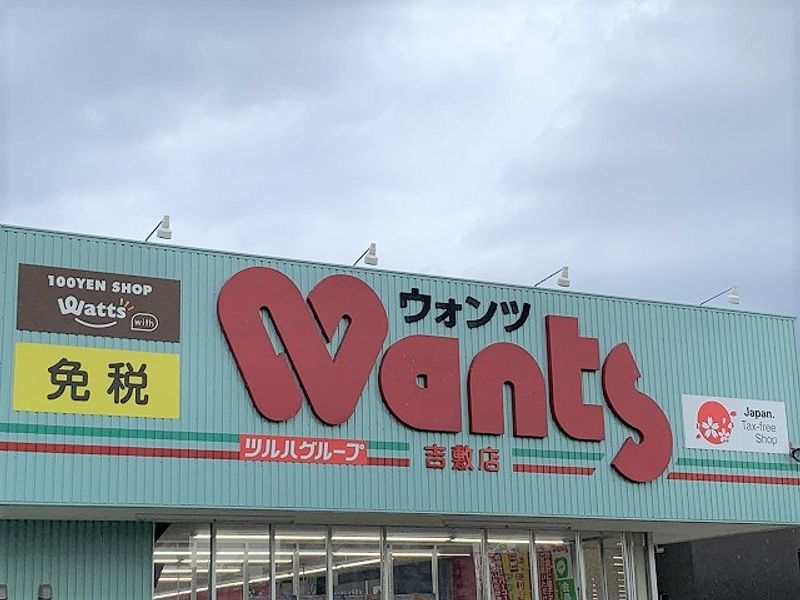 100YEN SHOP
Watts
with
免税
ウォンツ
Wants
ツルハグループ
吉敷店
Japan.
Tax-free
Shop